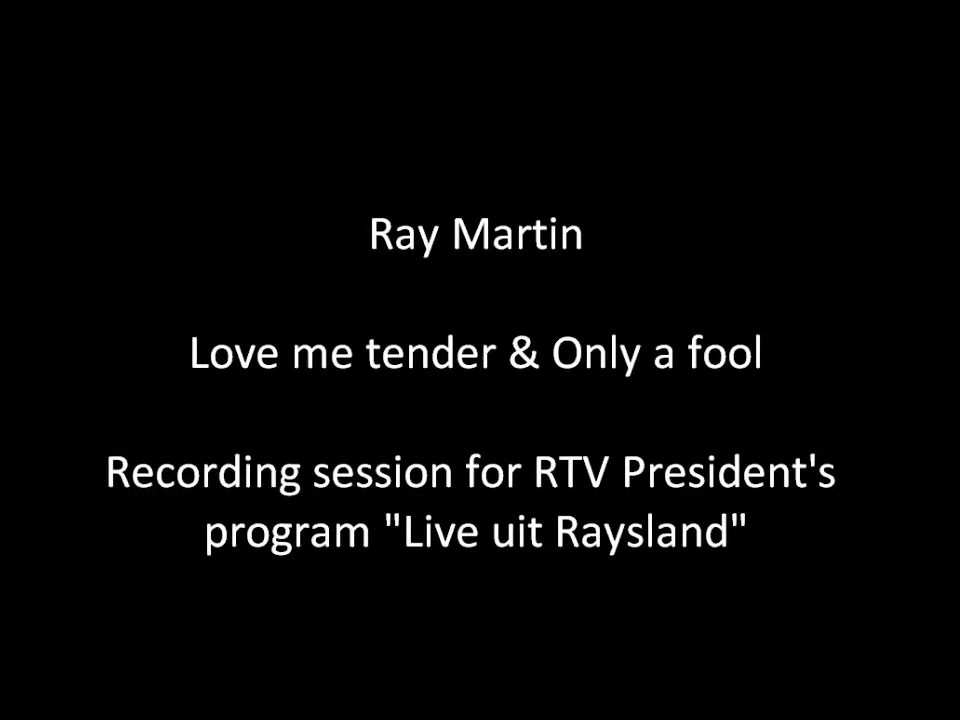 Ray Martin
Love me tender & Only a fool
Recording session for RTV President's
program "Live uit Raysland"